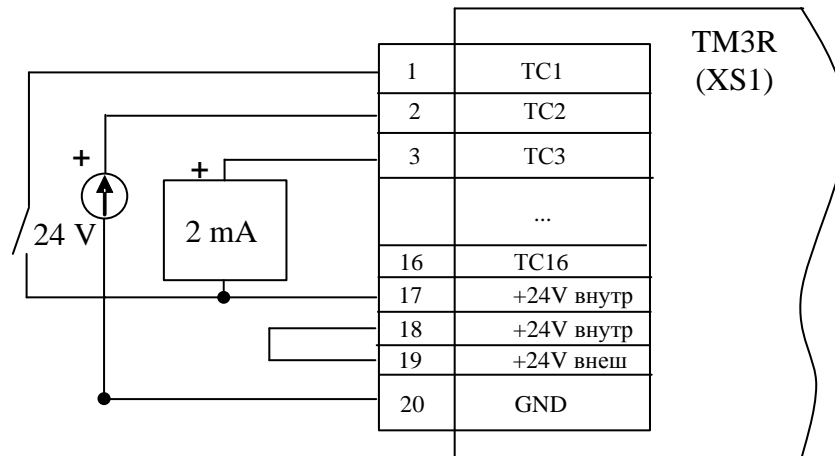 TM3R
(XS1)
1 TC1
2 TC2
3 TC3
...
16 TC16
17 +24V внутр
18 +24V внутр
19 +24V внеш
20 GND
+
24 V
+
2 mA